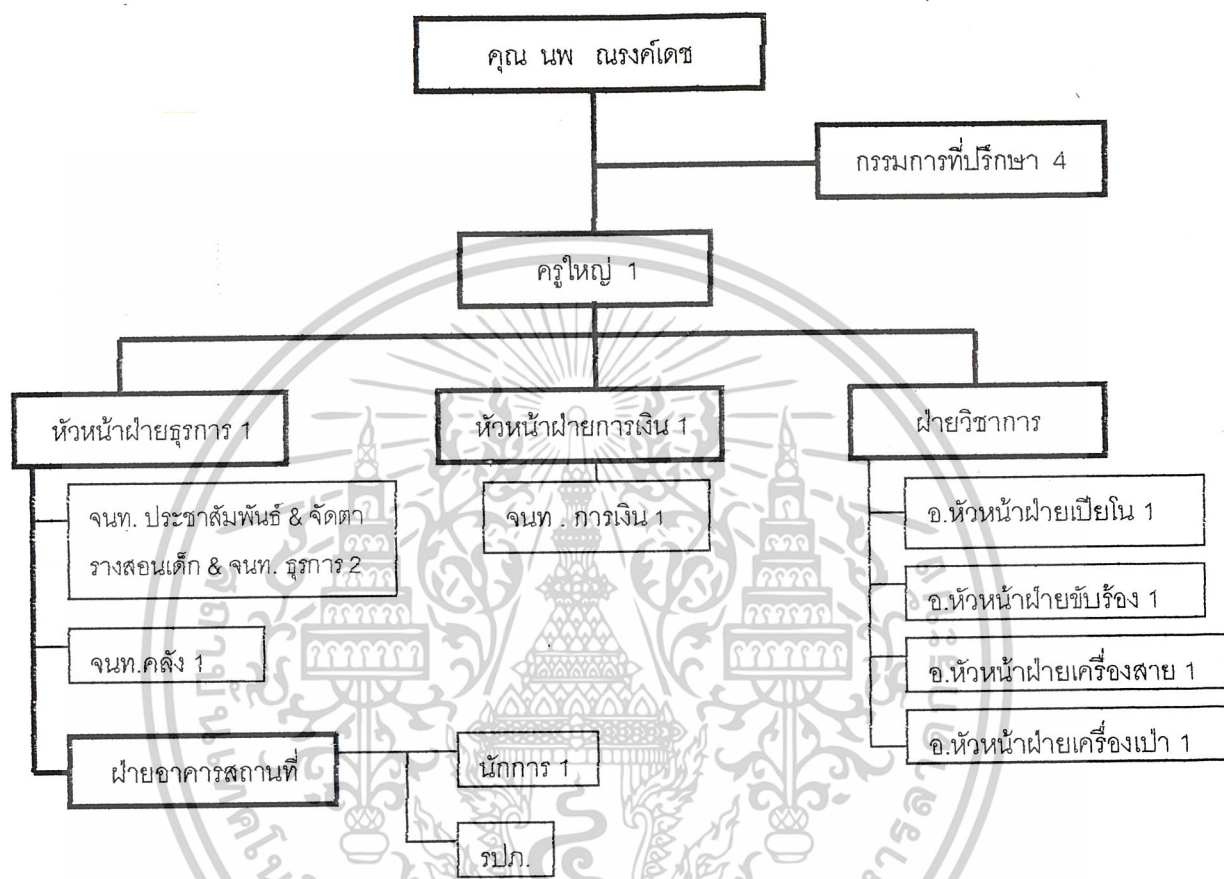 คุณ นพ ณรงค์เดช
กรรมการที่ปรึกษา 4
ครูใหญ่ 1
หัวหน้าฝ่ายธุรการ 1
หัวหน้าฝ่ายการเงิน 1
ฝ่ายวิชาการ
จนท. ประชาสัมพันธ์ & จัดตา
รางสอนเด็ก & จนท. ธุรการ 2
จนท.คลัง 1
ฝ่ายอาคารสถานที่
นักการ 1
รปภ.
จนท . การเงิน 1
อ.หัวหน้าฝ่ายเปียโน 1
อ.หัวหน้าฝ่ายขับร้อง 1
อ.หัวหน้าฝ่ายเครื่องสาย 1
อ.หัวหน้าฝ่ายเครื่องเป่า 1